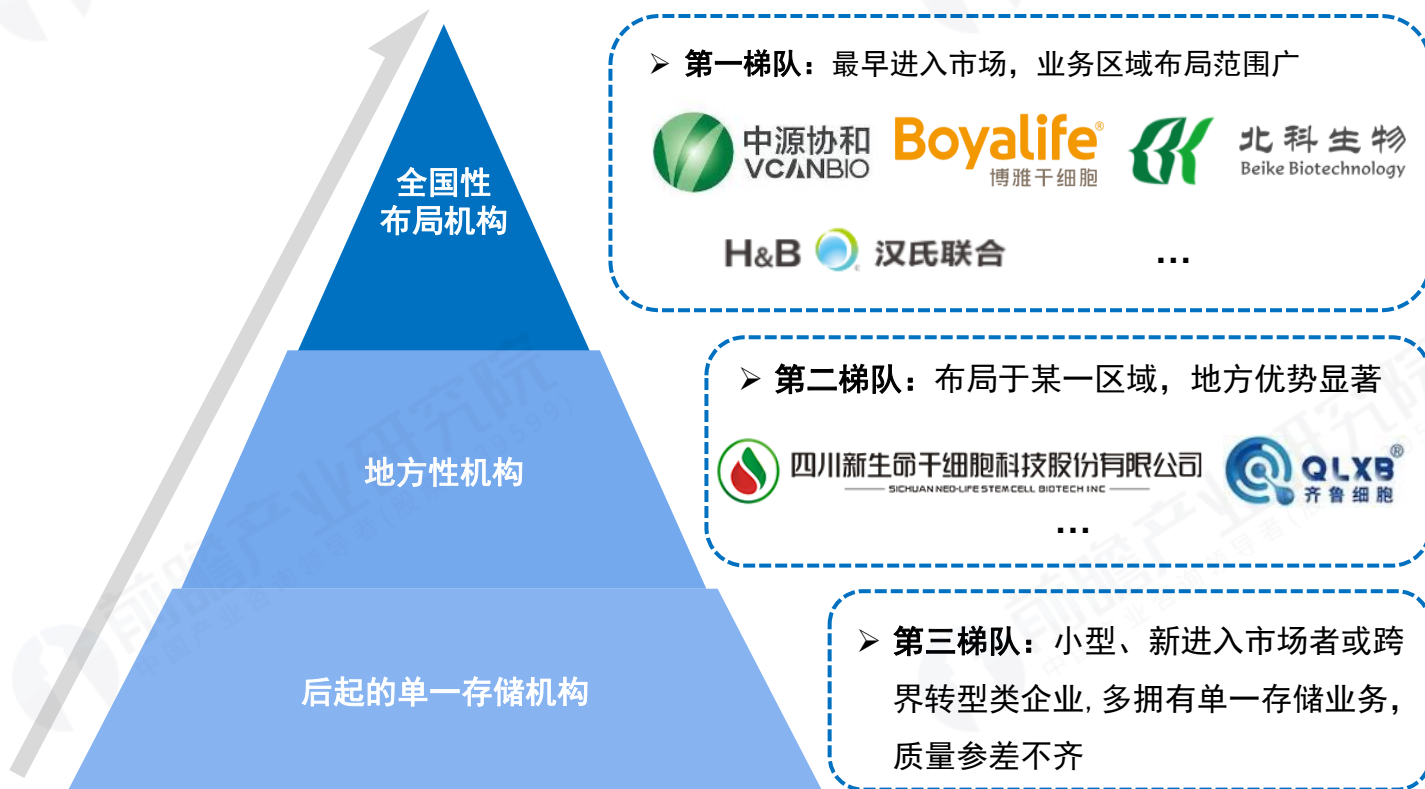 全国性
布局机构
地方性机构
后起的单一存储机构
➢ 第一梯队：最早进入市场，业务区域布局范围广
中源协和
VCANBIO
Boyalife®
博雅干细胞
北科生物
Beike Biotechnology
H&B 汉氏联合
…
➢ 第二梯队：布局于某一区域，地方优势显著
四川新生命干细胞科技股份有限公司
SICHUAN NEO-LIFE STEM CELL BIOTECH INC
QLXB®
齐鲁细胞
…
➢ 第三梯队：小型、新进入市场者或跨
界转型类企业,多拥有单一存储业务，
质量参差不齐
前瞻产业研究院